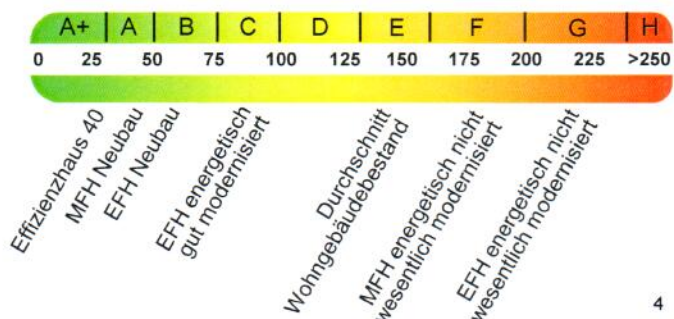 A+ A B C D E F G H
0 25 50 75 100 125 150 175 200 225 >250
Effizienzhaus 40
MFH Neubau
EFH Neubau
EFH energetisch
gut modernisiert
Durchschnitt
Wohngebäudebestand
MFH energetisch nicht
wesentlich modernisiert
EFH energetisch nicht
wesentlich modernisiert
4